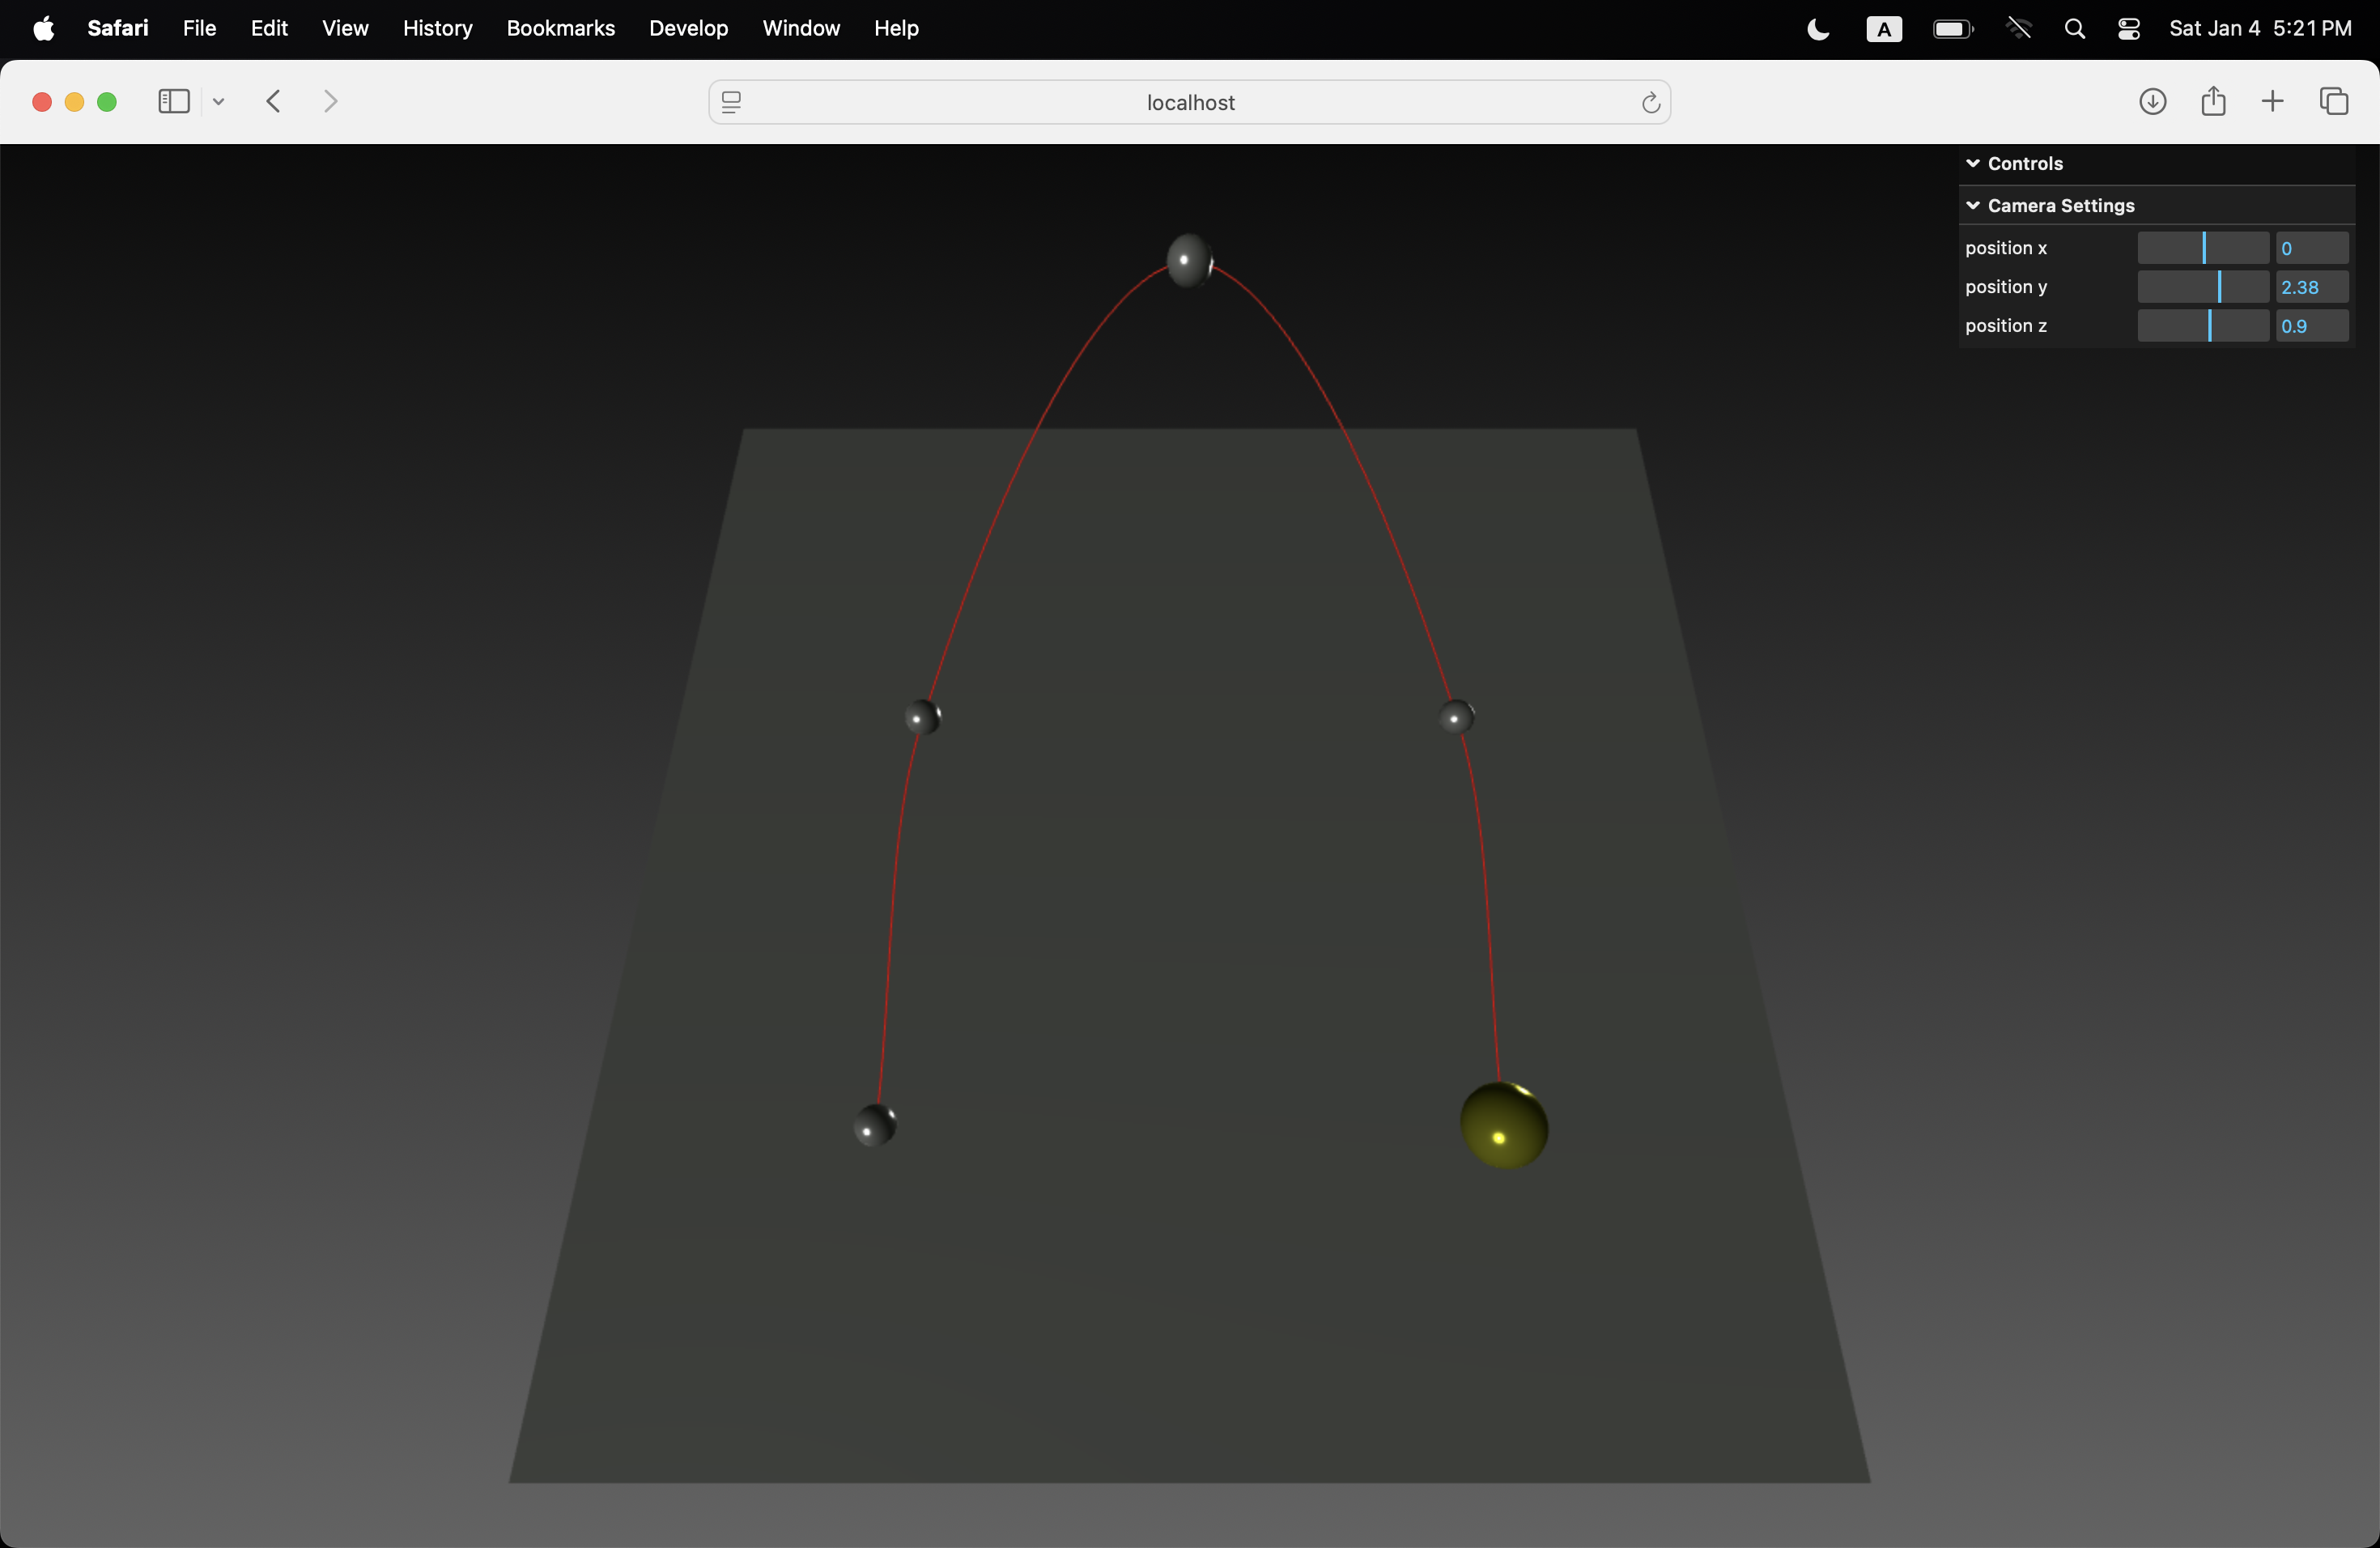 Safari File Edit View History Bookmarks Develop Window Help A Sat Jan 4 5:21 PM
localhost
Controls
Camera Settings
position x 0
position y 2.38
position z 0.9